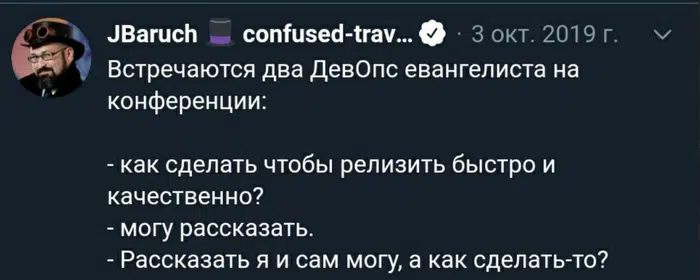 JBaruch 🎩 confused-trav... · 3 окт. 2019 г.
Встречаются два ДевОпс евангелиста на
конференции:
- как сделать чтобы релизить быстро и
качественно?
- могу рассказать.
- Рассказать я и сам могу, а как сделать-то?